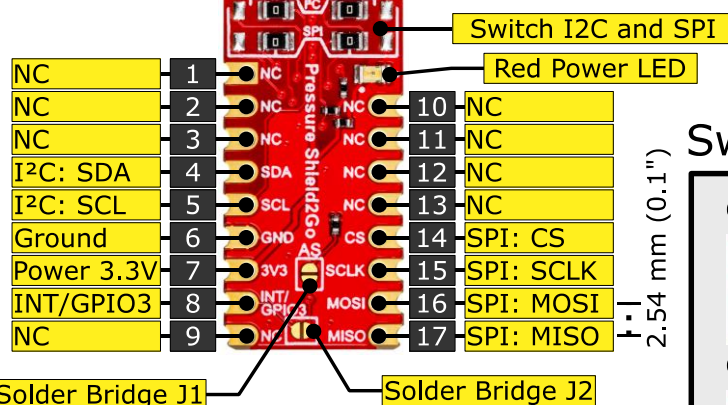 I²C
SPI
Switch I2C and SPI
Red Power LED
NC 1 NC
NC 2 NC
NC 3 NC
I²C: SDA 4 SDA
I²C: SCL 5 SCL
Ground 6 GND
Power 3.3V 7 3V3
INT/GPIO3 8 INT/
GPIO3
NC 9 NC
Pressure Shield2Go
AS
NC 10 NC
NC 11 NC
NC 12 NC
NC 13 NC
CS 14 SPI: CS
SCLK 15 SPI: SCLK
MOSI 16 SPI: MOSI
MISO 17 SPI: MISO
2.54 mm (0.1")
Solder Bridge J1
Solder Bridge J2